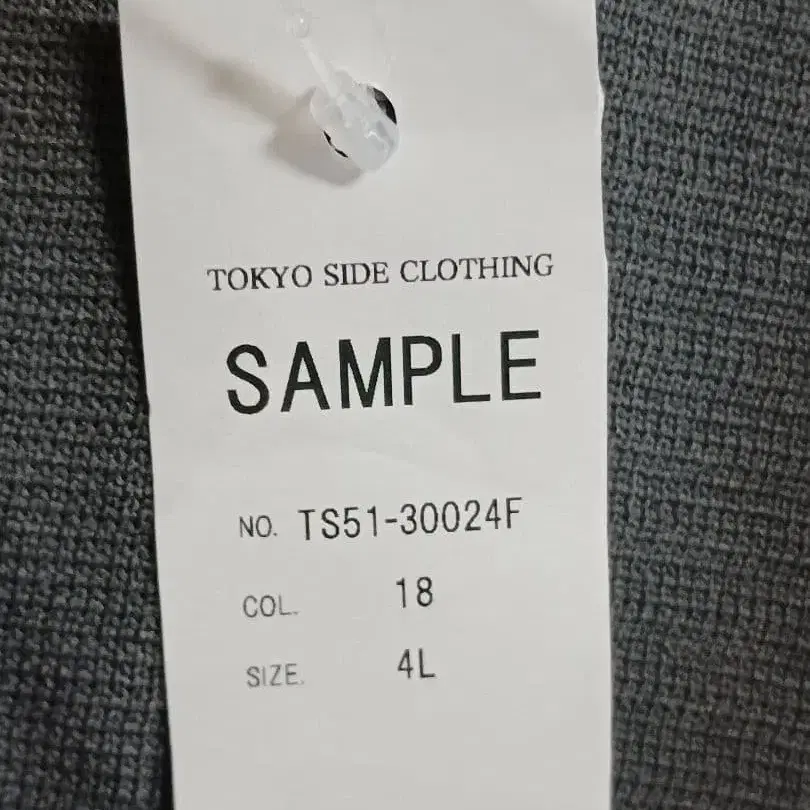 TOKYO SIDE CLOTHING
SAMPLE
NO. TS51-30024F
COL. 18
SIZE. 4L